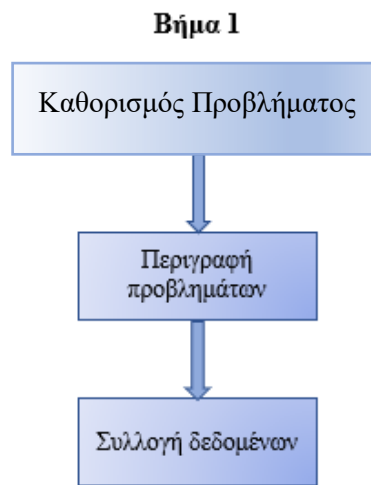 Βήμα 1
Καθορισμός Προβλήματος
Περιγραφή
προβλημάτων
Συλλογή δεδομένων